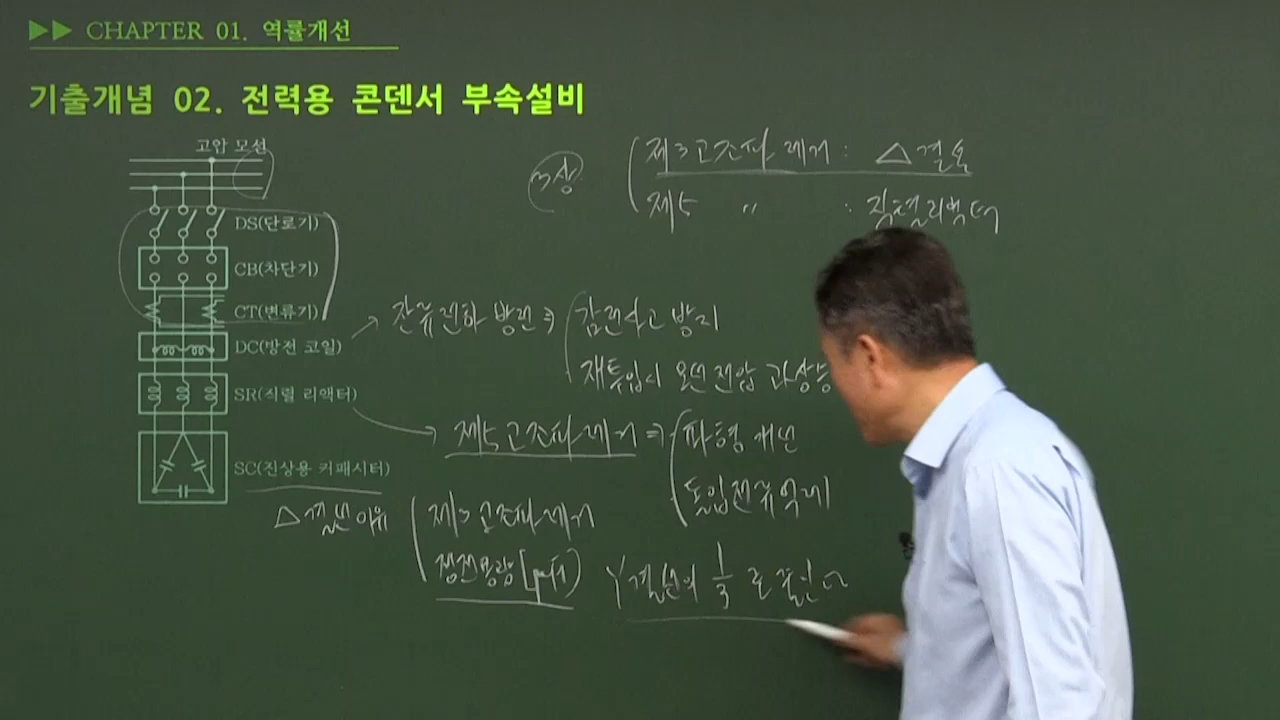 ▶▶ CHAPTER 01. 역률개선
기출개념 02. 전력용 콘덴서 부속설비
고압 모선
DS(단로기)
CB(차단기)
CT(변류기)
DC(방전 코일)
SR(직렬 리액터)
SC(진상용 커패시터)
3상
제3고조파 제거 : △결선
제5 〃 : 직렬리액터
잔류전하 방전 ⇒ 감전사고 방지
재투입시 모선전압 과상승
제5고조파제거 ⇒ 파형개선
돌입전류억제
△결선이유
제3고조파제거
정전용량[μF]
Y결선의 1/3로 줄인다